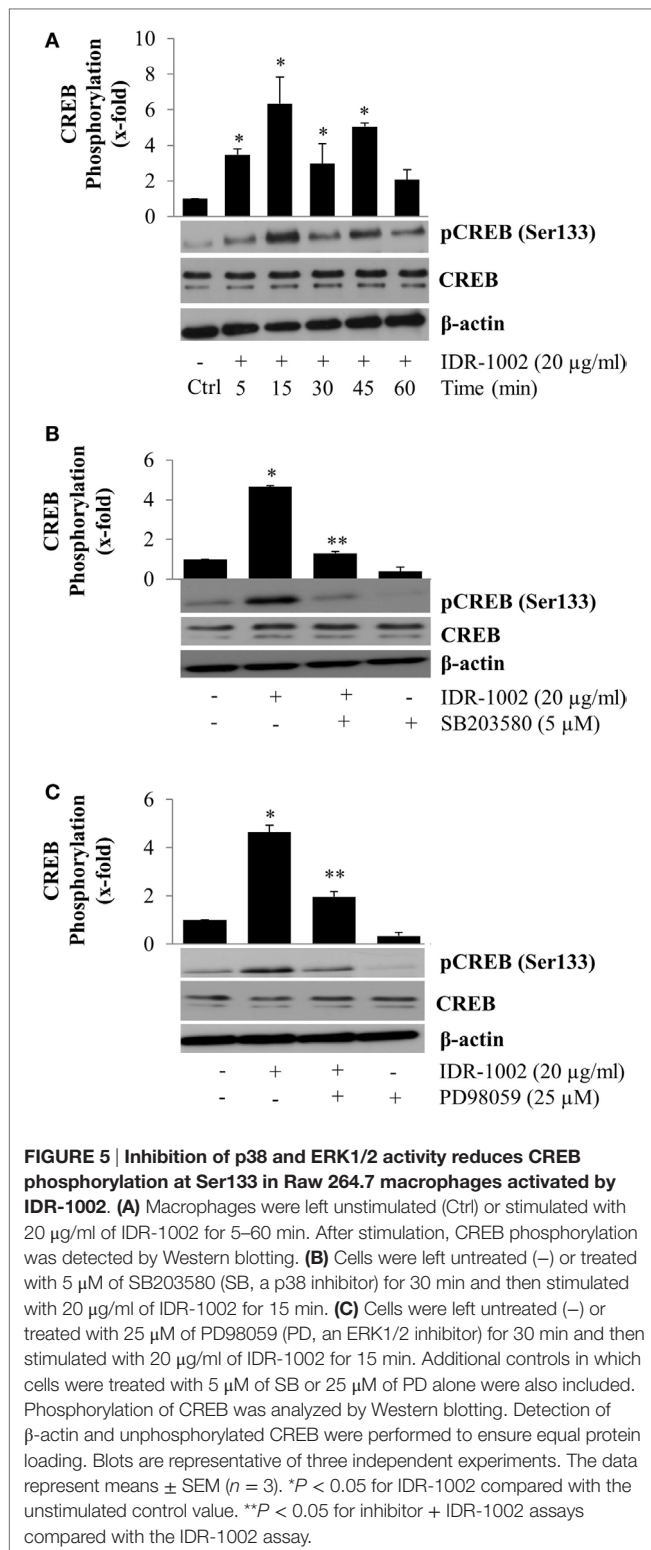 A
CREB
Phosphorylation
(x-fold)
10
8
6
4
2
0
* * * *
pCREB (Ser133)
CREB
β-actin
- + + + + + IDR-1002 (20 µg/ml)
Ctrl 5 15 30 45 60 Time (min)
B
CREB
Phosphorylation
(x-fold)
6
4
2
0
* **
pCREB (Ser133)
CREB
β-actin
- + + - IDR-1002 (20 µg/ml)
- - + + SB203580 (5 µM)
C
CREB
Phosphorylation
(x-fold)
6
4
2
0
* **
pCREB (Ser133)
CREB
β-actin
- + + - IDR-1002 (20 µg/ml)
- - + + PD98059 (25 µM)
FIGURE 5 | Inhibition of p38 and ERK1/2 activity reduces CREB
phosphorylation at Ser133 in Raw 264.7 macrophages activated by
IDR-1002. (A) Macrophages were left unstimulated (Ctrl) or stimulated with
20 µg/ml of IDR-1002 for 5–60 min. After stimulation, CREB phosphorylation
was detected by Western blotting. (B) Cells were left untreated (−) or treated
with 5 µM of SB203580 (SB, a p38 inhibitor) for 30 min and then stimulated
with 20 µg/ml of IDR-1002 for 15 min. (C) Cells were left untreated (−) or
treated with 25 µM of PD98059 (PD, an ERK1/2 inhibitor) for 30 min and then
stimulated with 20 µg/ml of IDR-1002 for 15 min. Additional controls in which
cells were treated with 5 µM of SB or 25 µM of PD alone were also included.
Phosphorylation of CREB was analyzed by Western blotting. Detection of
β-actin and unphosphorylated CREB were performed to ensure equal protein
loading. Blots are representative of three independent experiments. The data
represent means ± SEM (n = 3). *P < 0.05 for IDR-1002 compared with the
unstimulated control value. **P < 0.05 for inhibitor + IDR-1002 assays
compared with the IDR-1002 assay.